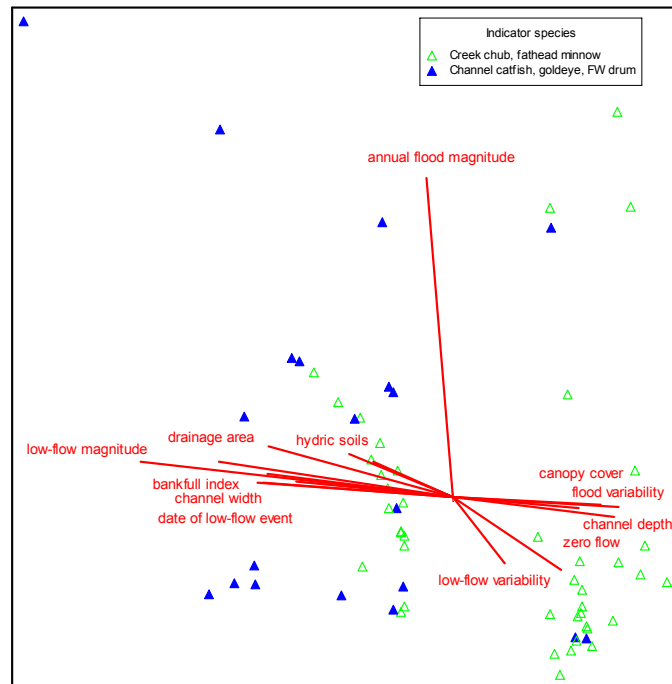 Indicator species
Creek chub, fathead minnow
Channel catfish, goldeye, FW drum
annual flood magnitude
drainage area
hydric soils
low-flow magnitude
canopy cover
bankfull index
flood variability
channel width
date of low-flow event
channel depth
zero flow
low-flow variability